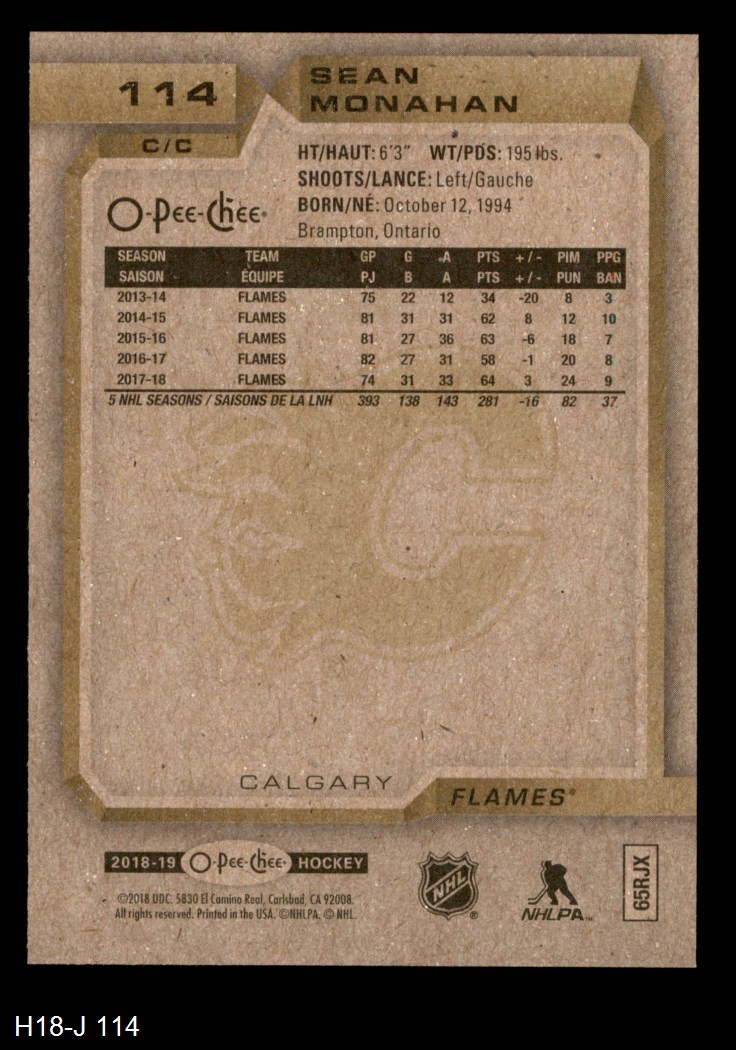 114
SEAN
MONAHAN
C/C
HT/HAUT: 6'3" WT/PDS: 195 lbs.
SHOOTS/LANCE: Left/Gauche
BORN/NÉ: October 12, 1994
Brampton, Ontario
O-Pee-Chee
SEASON TEAM GP G A PTS +/- PIM PPG
SAISON ÉQUIPE PJ B A PTS +/- PUN BAN
2013-14 FLAMES 75 22 12 34 -20 8 3
2014-15 FLAMES 81 31 31 62 8 12 10
2015-16 FLAMES 81 27 36 63 -6 18 7
2016-17 FLAMES 82 27 31 58 -1 20 8
2017-18 FLAMES 74 31 33 64 3 24 9
5 NHL SEASONS / SAISONS DE LA LNH 393 138 143 281 -16 82 37
CALGARY
FLAMES®
2018-19 O-Pee-Chee HOCKEY
©2018 UDC. 5830 El Camino Real, Carlsbad, CA 92008.
All rights reserved. Printed in the USA. ©NHLPA. © NHL.
NHL ®
NHLPA™
65RJX
H18-J 114